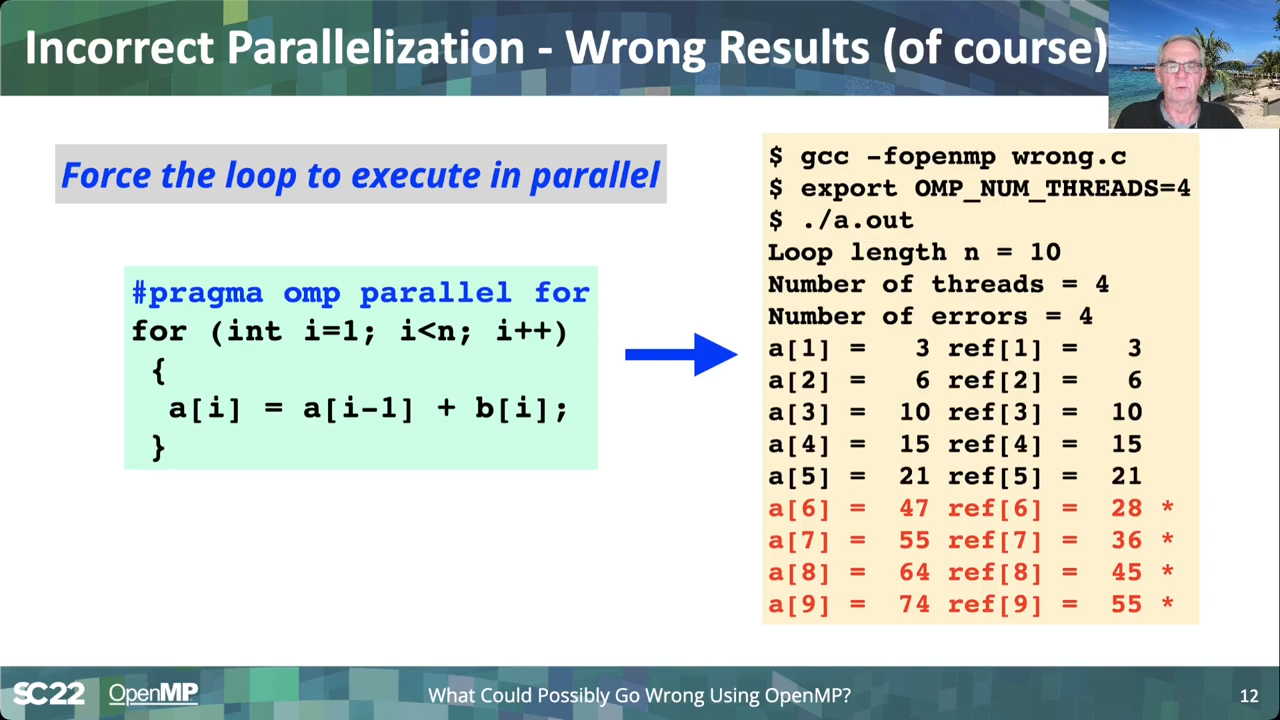 Incorrect Parallelization - Wrong Results (of course)
Force the loop to execute in parallel
#pragma omp parallel for
for (int i=1; i<n; i++)
{
a[i] = a[i-1] + b[i];
}
$ gcc -fopenmp wrong.c
$ export OMP_NUM_THREADS=4
$ ./a.out
Loop length n = 10
Number of threads = 4
Number of errors = 4
a[1] = 3 ref[1] = 3
a[2] = 6 ref[2] = 6
a[3] = 10 ref[3] = 10
a[4] = 15 ref[4] = 15
a[5] = 21 ref[5] = 21
a[6] = 47 ref[6] = 28 *
a[7] = 55 ref[7] = 36 *
a[8] = 64 ref[8] = 45 *
a[9] = 74 ref[9] = 55 *
SC22 OpenMP What Could Possibly Go Wrong Using OpenMP? 12